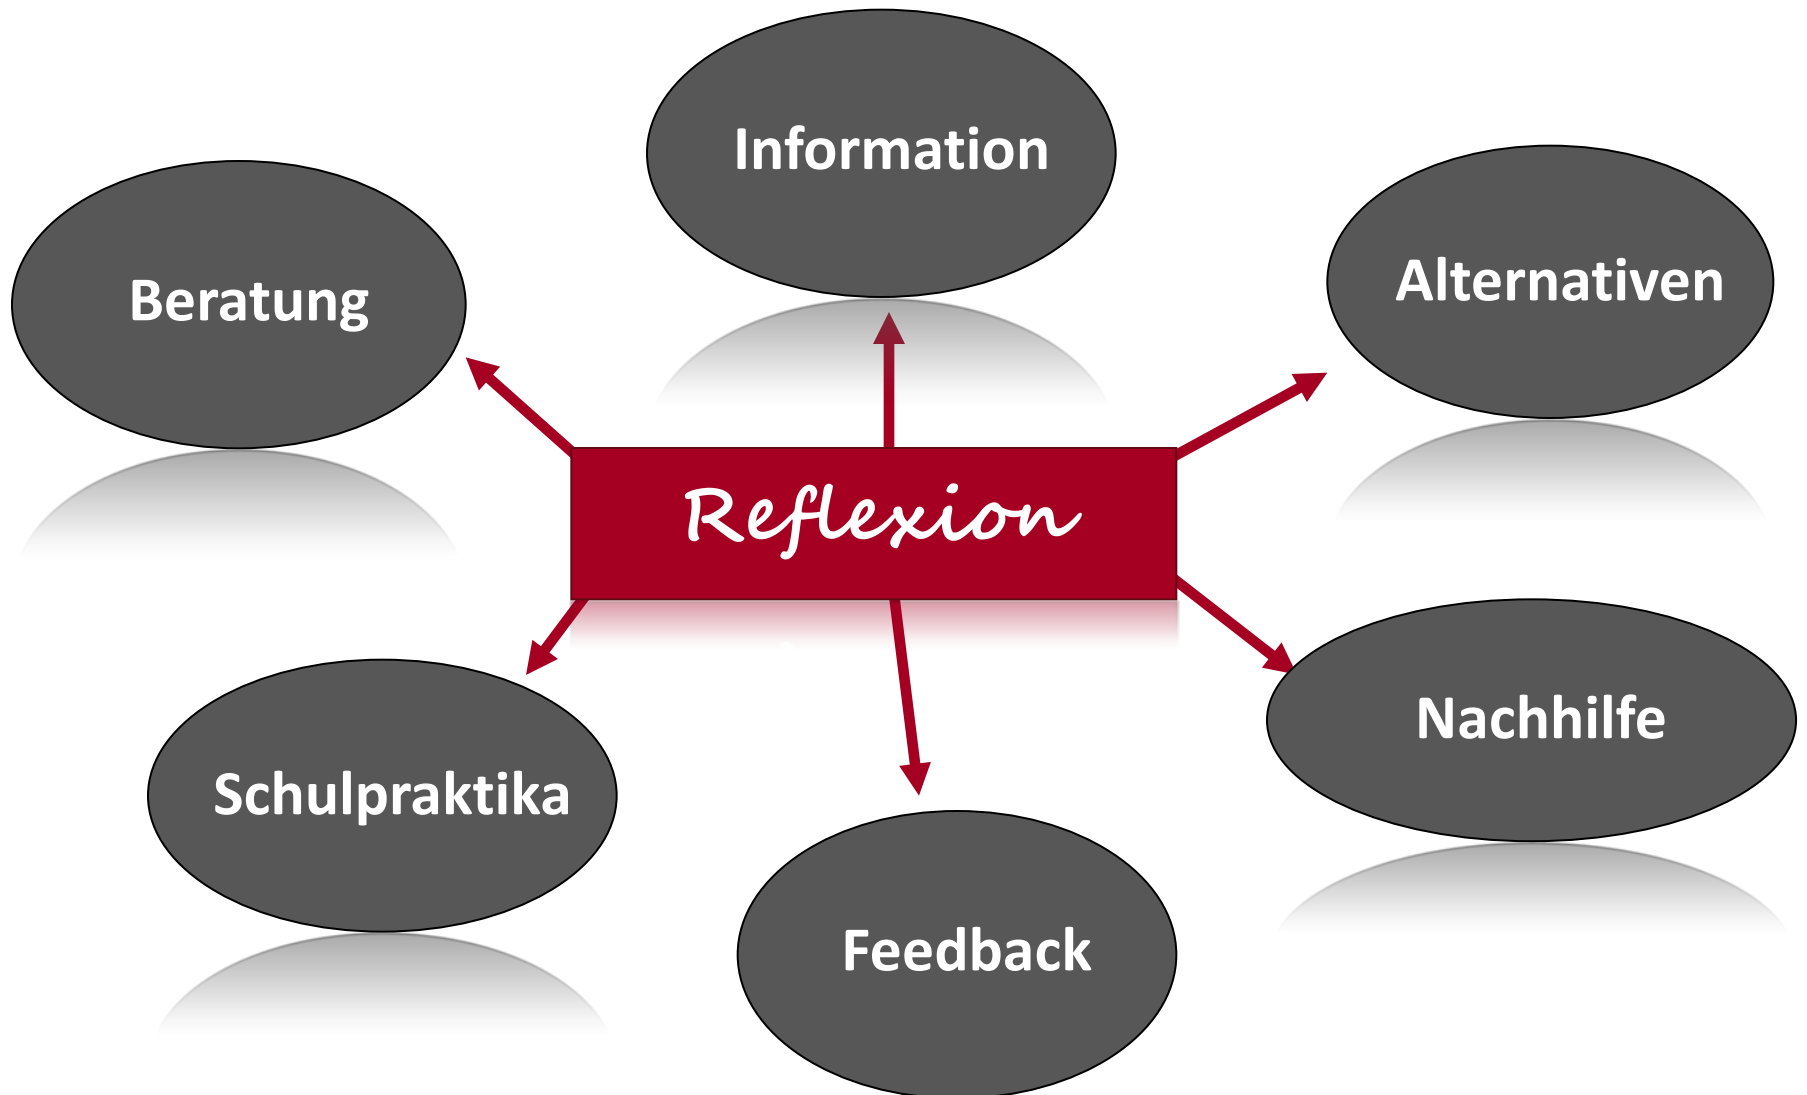 Information
Beratung
Alternativen
Reflexion
Nachhilfe
Schulpraktika
Feedback